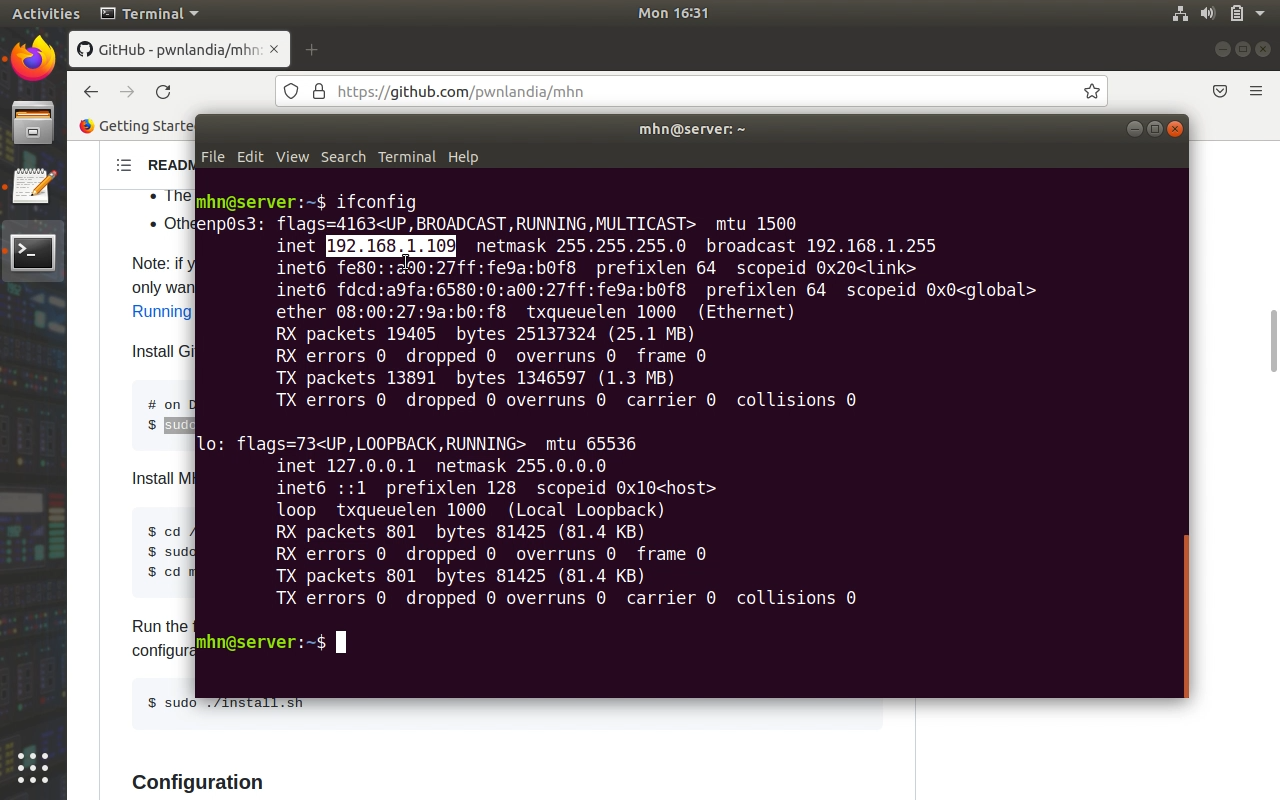 Activities Terminal Mon 16:31
GitHub - pwnlandia/mhn:
https://github.com/pwnlandia/mhn
Getting Starte
mhn@server: ~
File Edit View Search Terminal Help
READM
• The
• Othe
Note: if y
only wan
Running
Install Gi
# on D
$ sudo
Install MH
$ cd /
$ sudo
$ cd m
Run the f
configura
$ sudo ./install.sh
Configuration
mhn@server:~$ ifconfig
enp0s3: flags=4163<UP,BROADCAST,RUNNING,MULTICAST>  mtu 1500
inet 192.168.1.109  netmask 255.255.255.0  broadcast 192.168.1.255
inet6 fe80::a00:27ff:fe9a:b0f8  prefixlen 64  scopeid 0x20<link>
inet6 fdcd:a9fa:6580:0:a00:27ff:fe9a:b0f8  prefixlen 64  scopeid 0x0<global>
ether 08:00:27:9a:b0:f8  txqueuelen 1000  (Ethernet)
RX packets 19405  bytes 25137324 (25.1 MB)
RX errors 0  dropped 0  overruns 0  frame 0
TX packets 13891  bytes 1346597 (1.3 MB)
TX errors 0  dropped 0 overruns 0  carrier 0  collisions 0
lo: flags=73<UP,LOOPBACK,RUNNING>  mtu 65536
inet 127.0.0.1  netmask 255.0.0.0
inet6 ::1  prefixlen 128  scopeid 0x10<host>
loop  txqueuelen 1000  (Local Loopback)
RX packets 801  bytes 81425 (81.4 KB)
RX errors 0  dropped 0  overruns 0  frame 0
TX packets 801  bytes 81425 (81.4 KB)
TX errors 0  dropped 0 overruns 0  carrier 0  collisions 0
mhn@server:~$